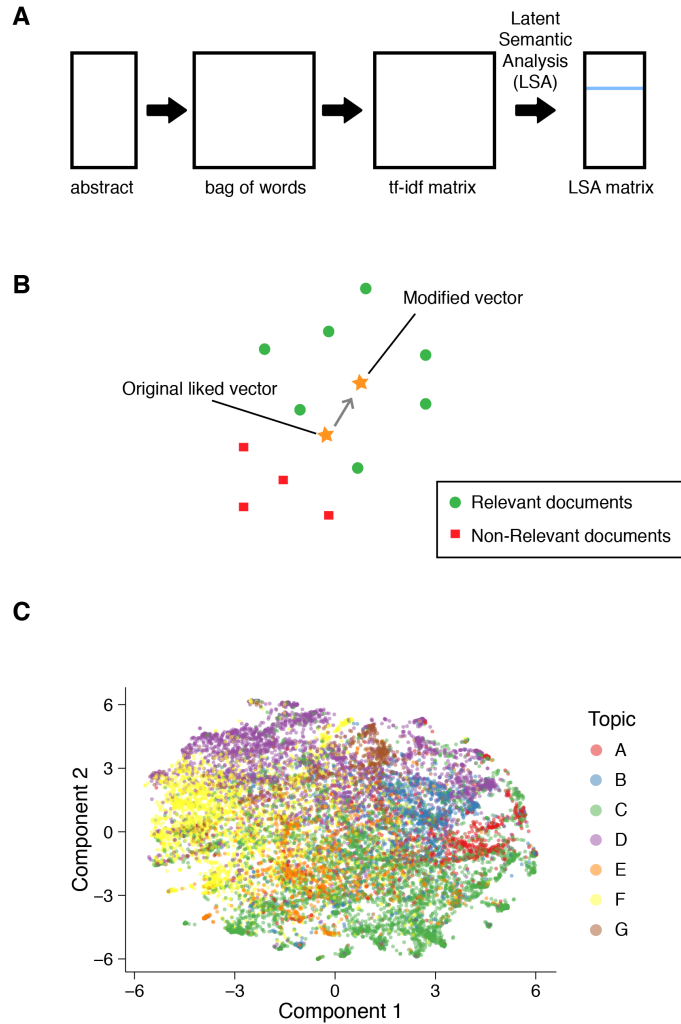 A
Latent
Semantic
Analysis
(LSA)
abstract
bag of words
tf-idf matrix
LSA matrix
B
Modified vector
Original liked vector
Relevant documents
Non-Relevant documents
C
Component 2
6
3
0
−3
−6
−6
−3
0
3
6
Component 1
Topic
A
B
C
D
E
F
G